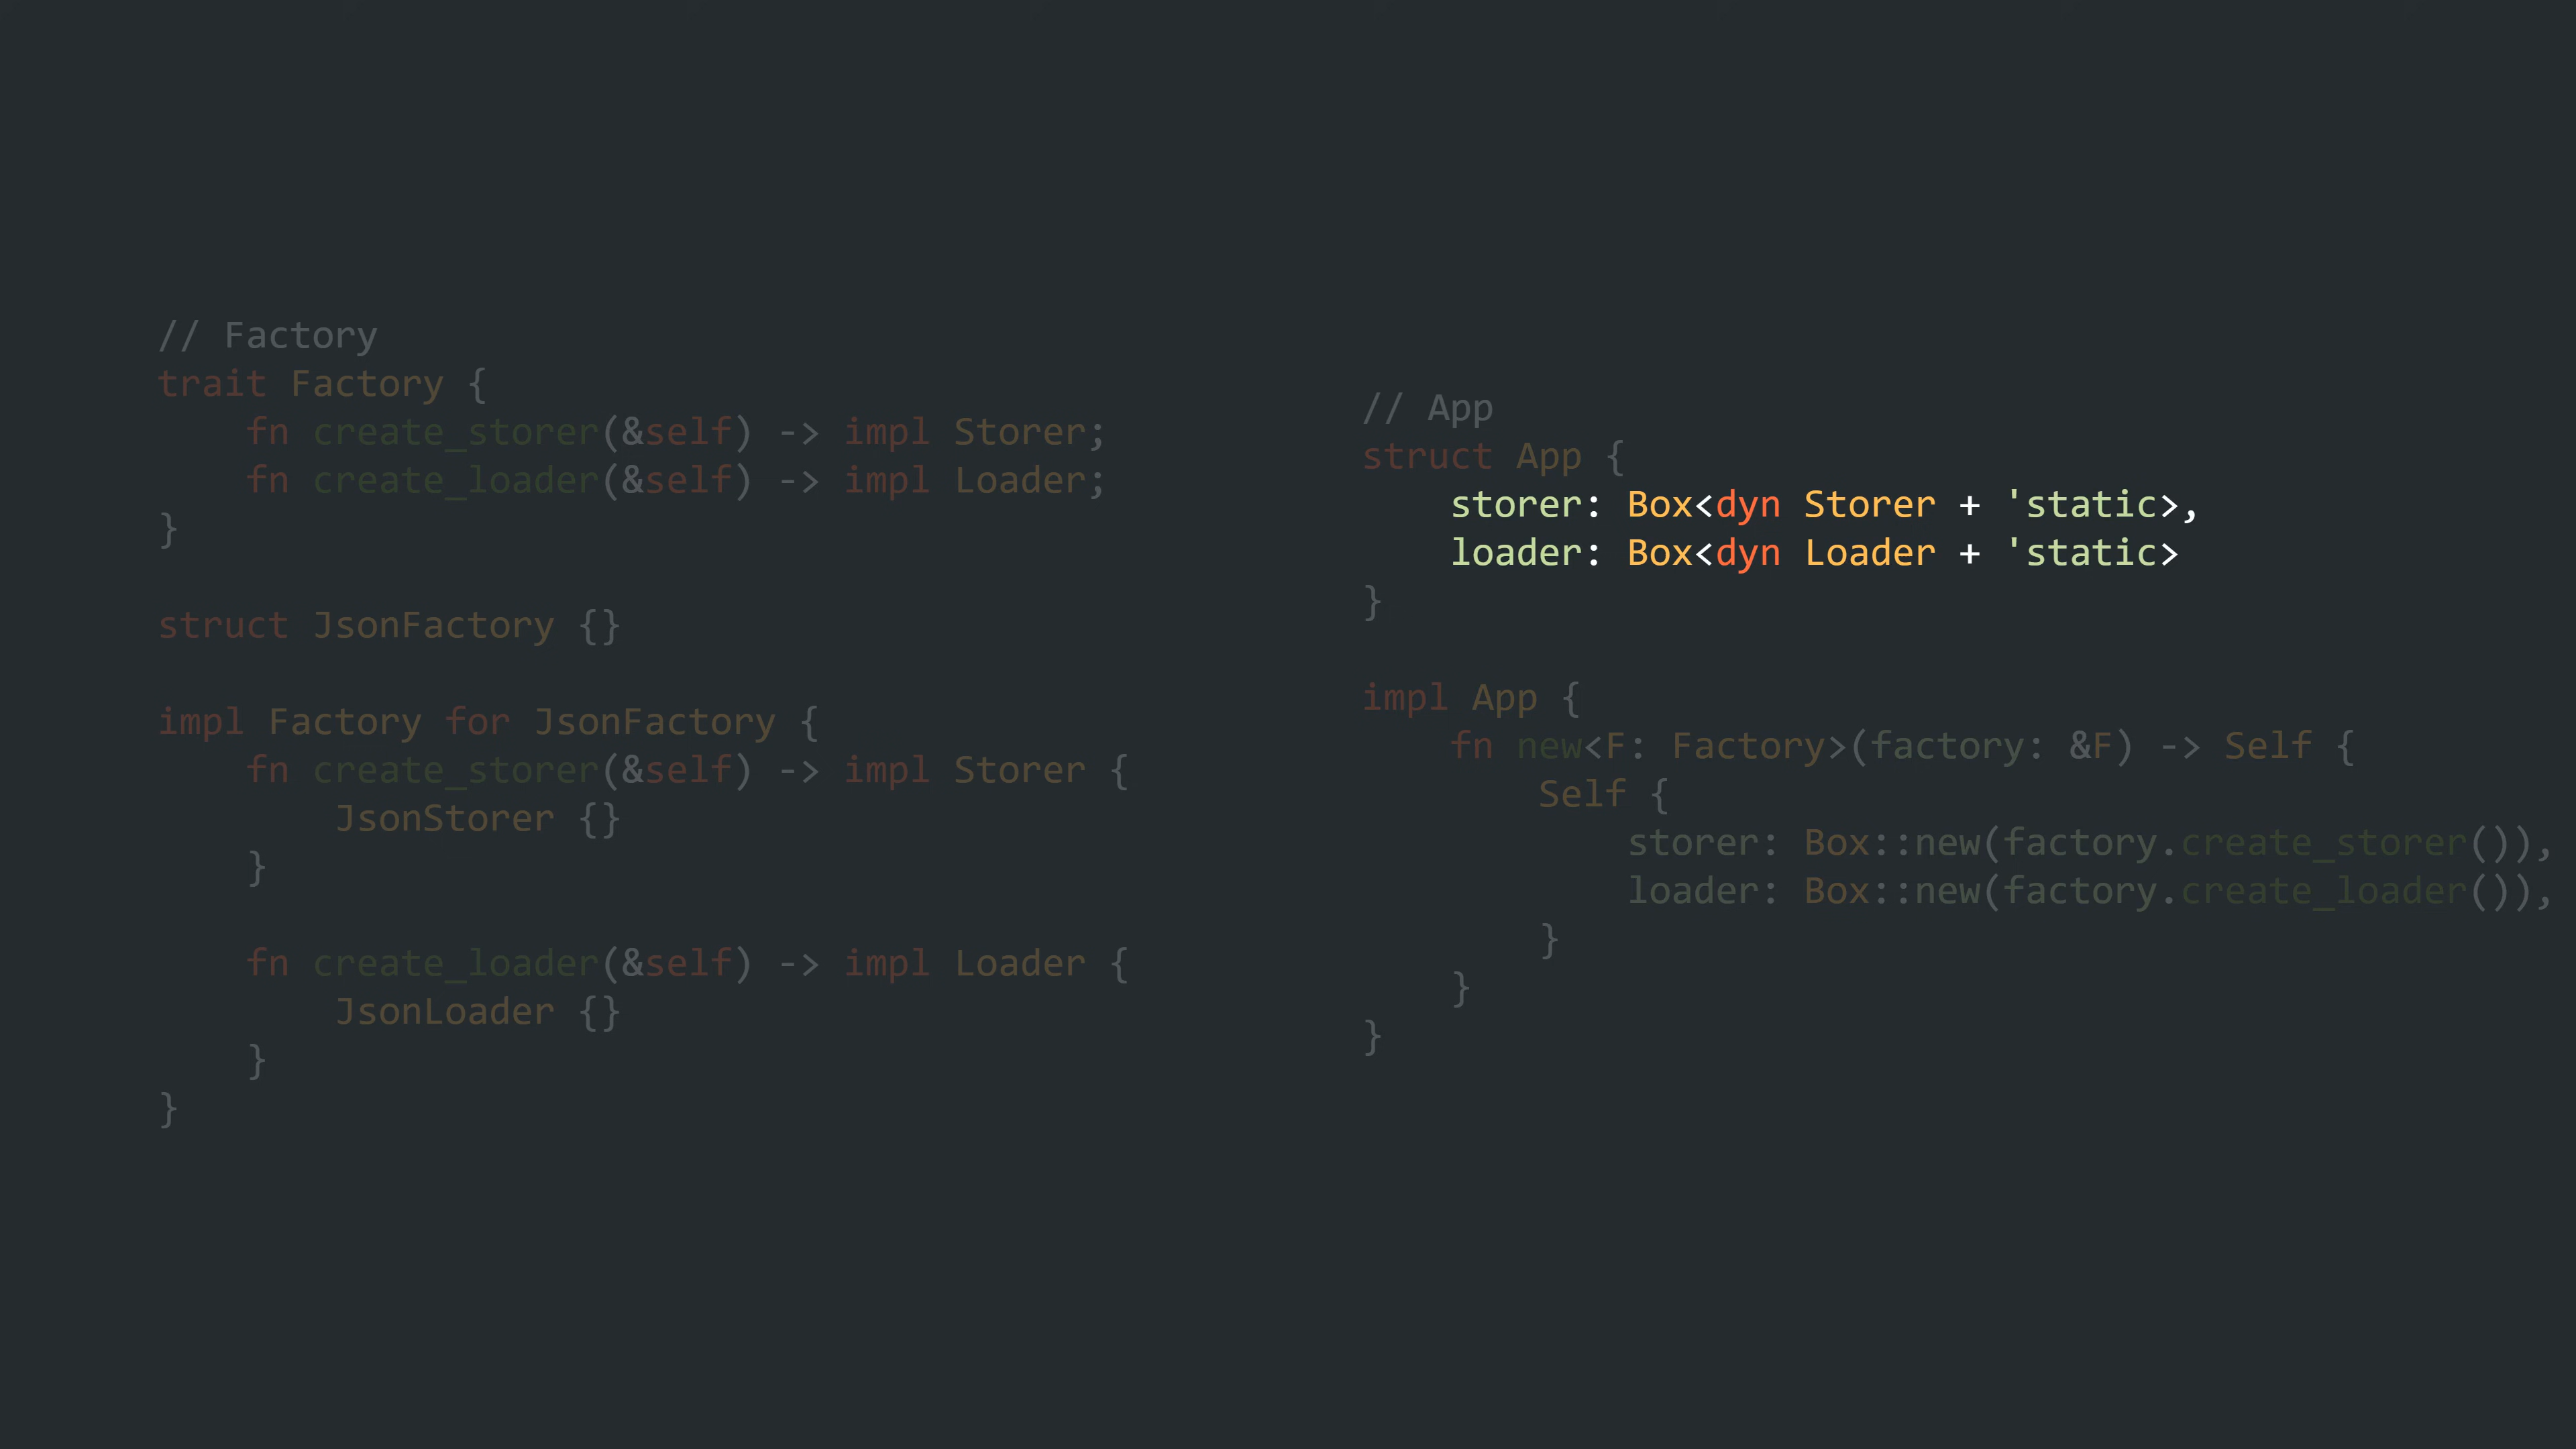 // Factory
trait Factory {
    fn create_storer(&self) -> impl Storer;
    fn create_loader(&self) -> impl Loader;
}

struct JsonFactory {}

impl Factory for JsonFactory {
    fn create_storer(&self) -> impl Storer {
        JsonStorer {}
    }

    fn create_loader(&self) -> impl Loader {
        JsonLoader {}
    }
}

// App
struct App {
    storer: Box<dyn Storer + 'static>,
    loader: Box<dyn Loader + 'static>
}

impl App {
    fn new<F: Factory>(factory: &F) -> Self {
        Self {
            storer: Box::new(factory.create_storer()),
            loader: Box::new(factory.create_loader()),
        }
    }
}